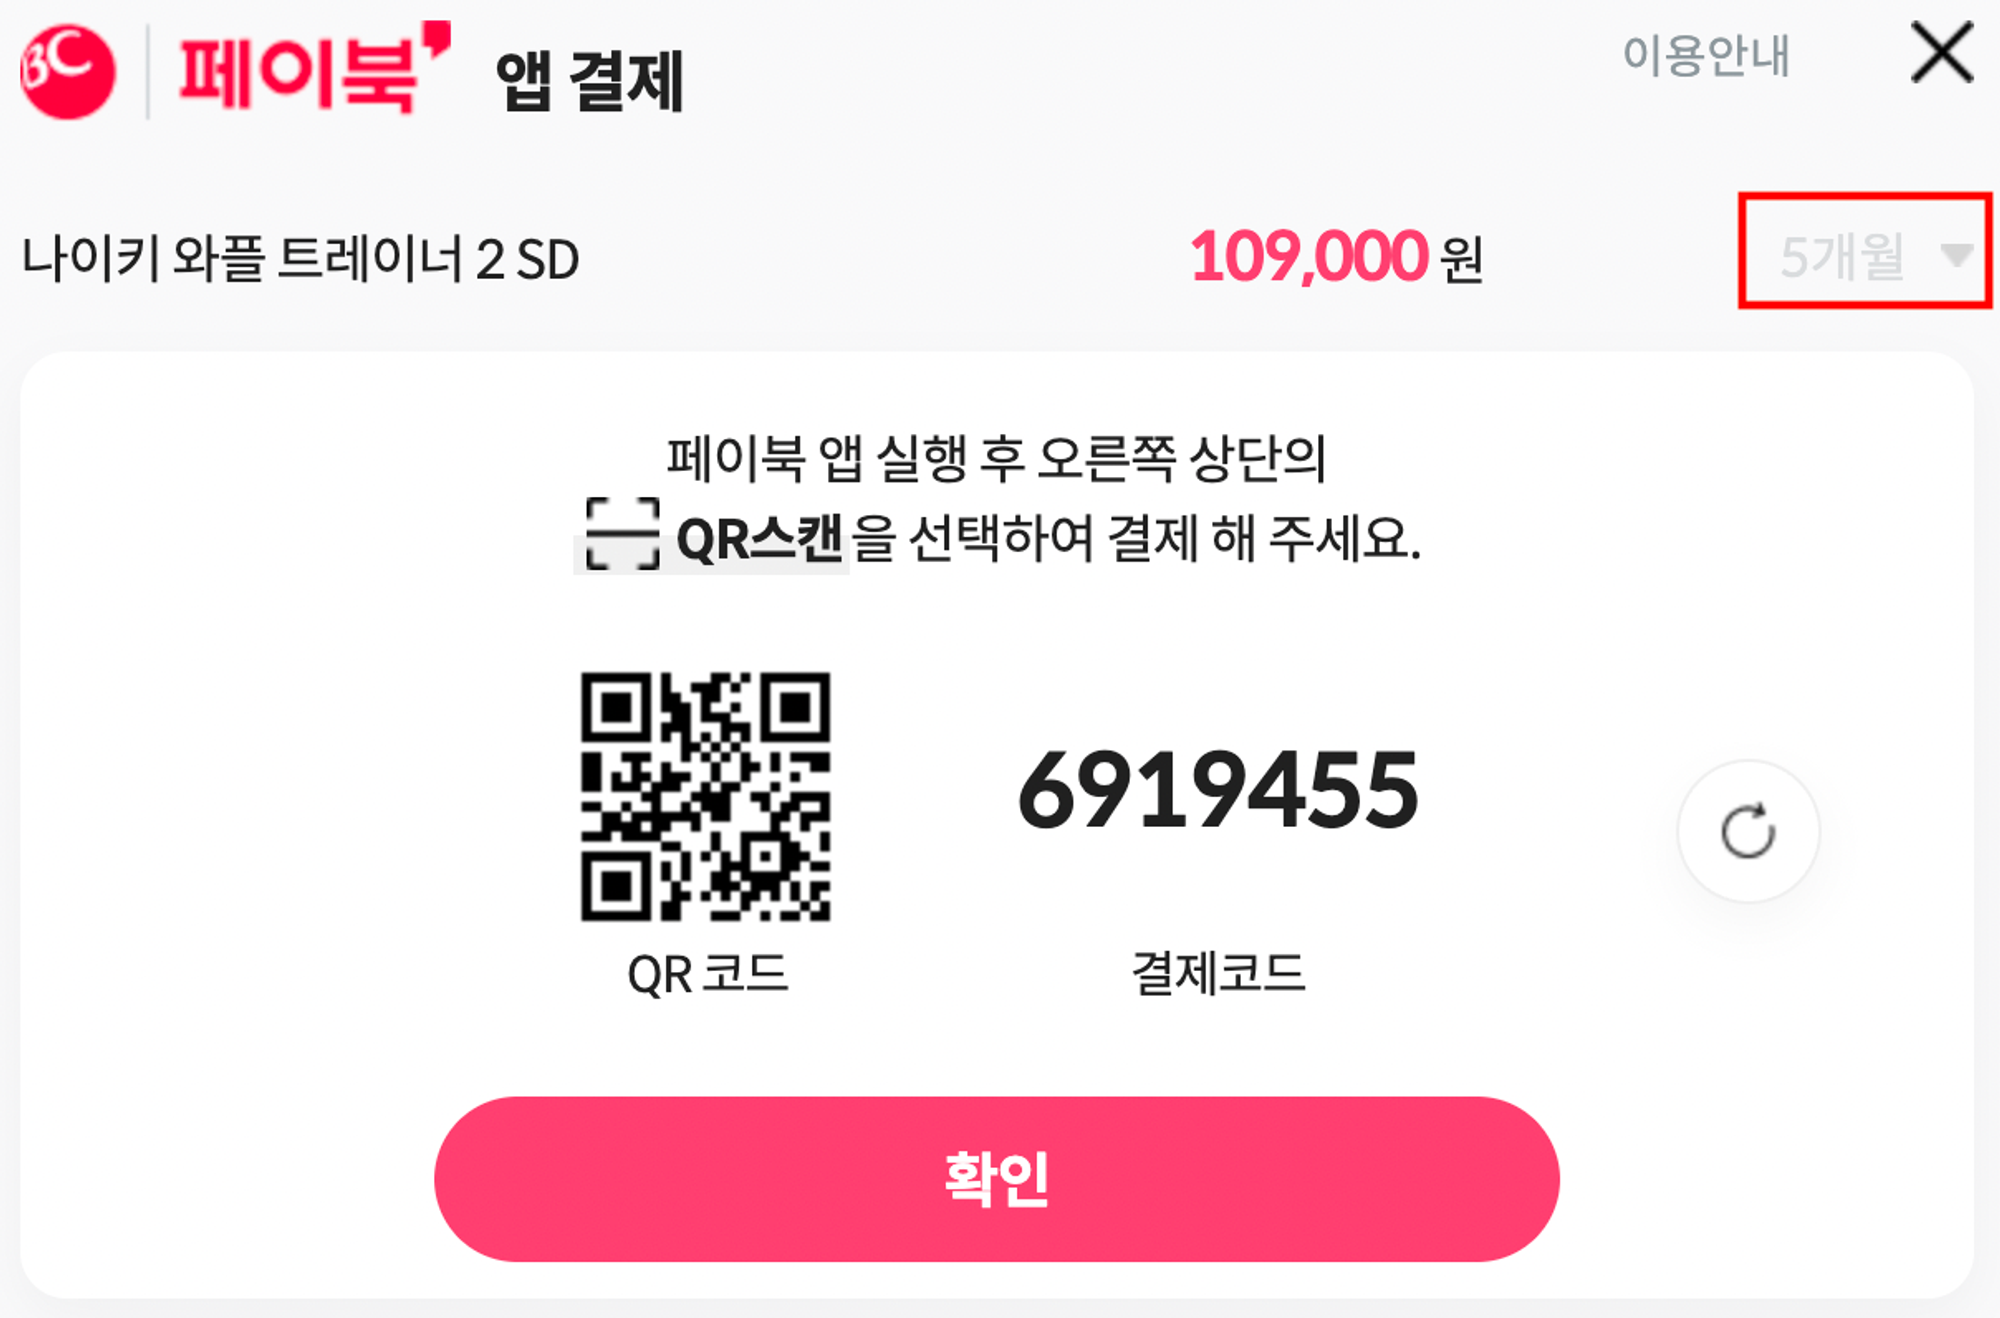 BC 페이북 앱 결제
이용안내
나이키 와플 트레이너 2 SD 109,000 원 5개월
페이북 앱 실행 후 오른쪽 상단의
QR스캔을 선택하여 결제 해 주세요.
6919455
QR 코드 결제코드
확인